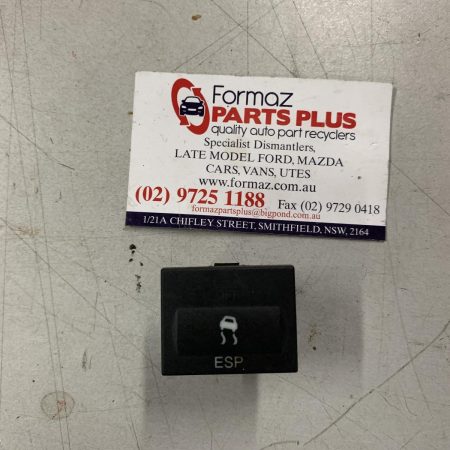 Formaz
PARTS PLUS
quality auto part recyclers
Specialist Dismantlers,
LATE MODEL FORD, MAZDA
CARS, VANS, UTES
www.formaz.com.au
(02) 9725 1188 Fax (02) 9729 0418
formazpartsplus@bigpond.com.au
1/21A CHIFLEY STREET, SMITHFIELD, NSW, 2164
ESP